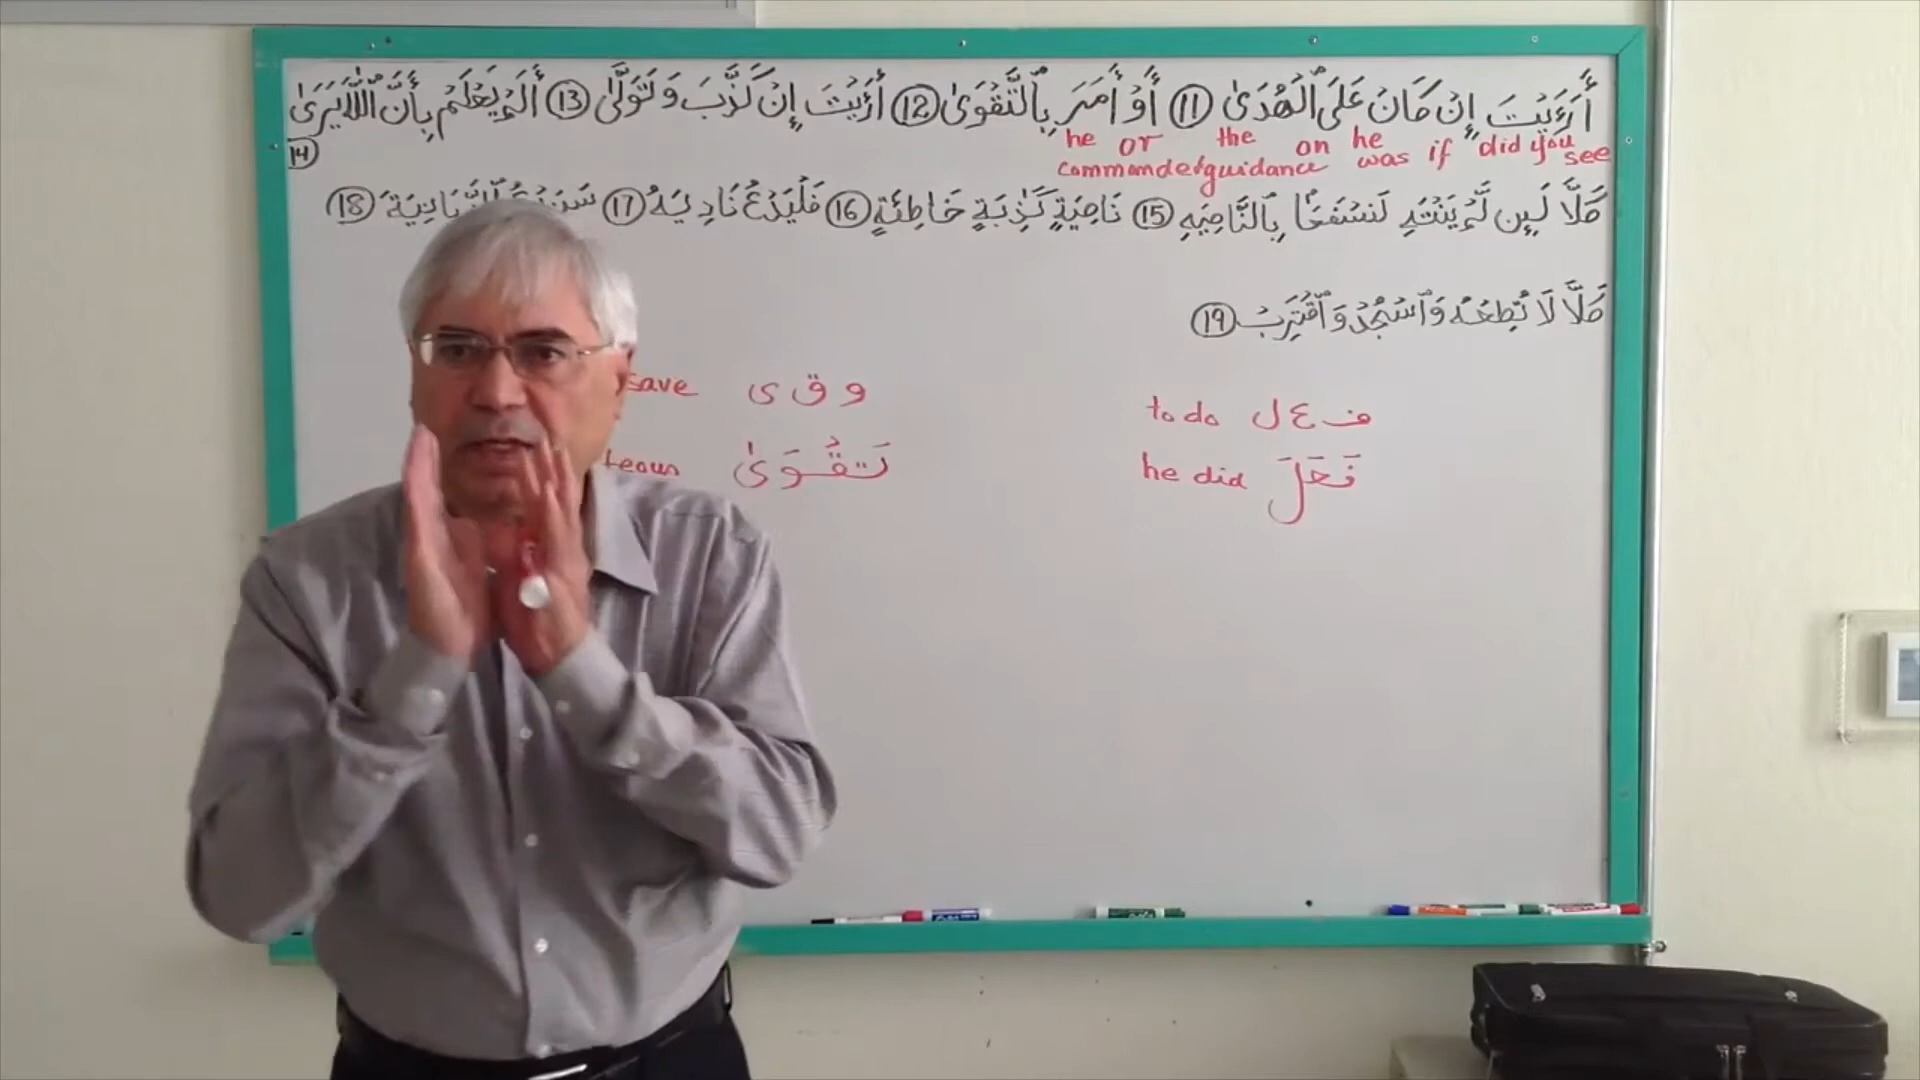 أَرَءَيۡتَ إِن كَانَ عَلَى ٱلۡهُدَىٰٓ ⑪ أَوۡ أَمَرَ بِٱلتَّقۡوَىٰٓ ⑫ أَرَءَيۡتَ إِن كَذَّبَ وَتَوَلَّىٰٓ ⑬ أَلَمۡ يَعۡلَم بِأَنَّ ٱللَّهَ يَرَىٰ
⑭
he or the on he was if did you see
commanded guidance
كَلَّا لَئِن لَّمۡ يَنتَهِ لَنَسۡفَعَۢا بِٱلنَّاصِيَةِ ⑮ نَاصِيَةٖ كَٰذِبَةٍ خَاطِئَةٖ ⑯ فَلۡيَدۡعُ نَادِيَهُۥ ⑰ ⑱
كَلَّا لَا تُطِعۡهُ وَٱسۡجُدۡ وَٱقۡتَرِب ⑲
save و ق ى
to do ف ع ل
teous تَقۡوَىٰ
he did فَعَلَ